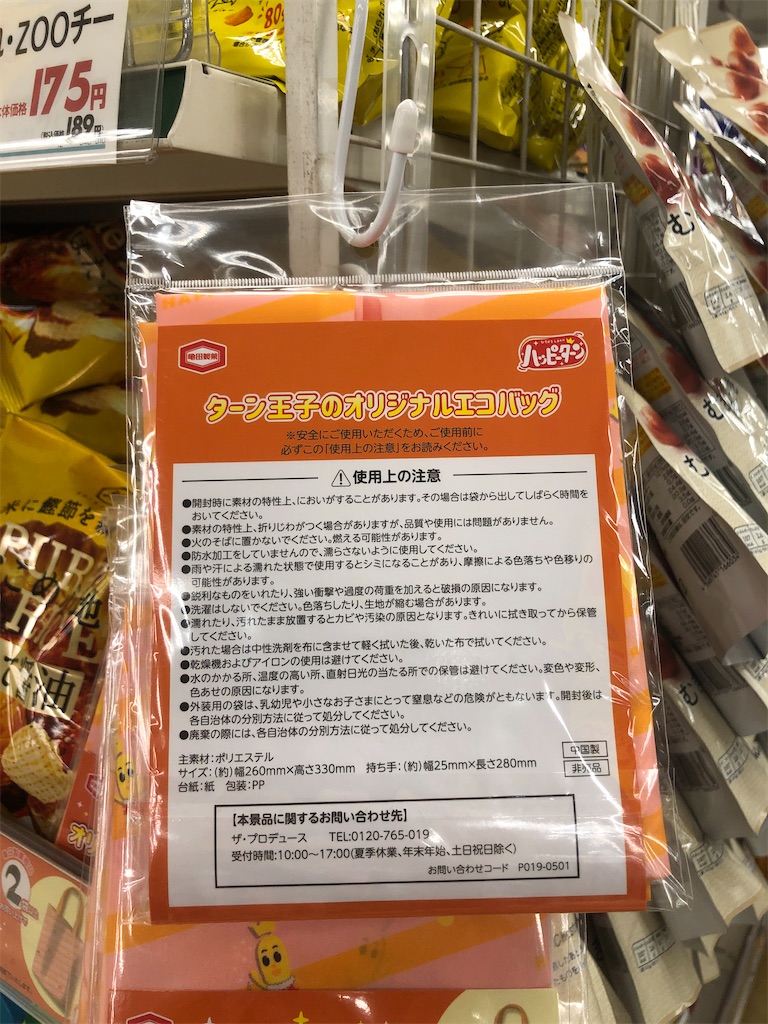 ZOOチー
本体価格175円
(税込価格189円)
亀田製菓
ハッピーターン
ターン王子のオリジナルエコバッグ
※安全にご使用いただくため、ご使用前に
必ずこの「使用上の注意」をお読みください。
使用上の注意
●開封時に素材の特性上、においがすることがあります。その場合は袋から出してしばらく時間を
おいてください。
●素材の特性上、折りじわがつく場合がありますが、品質や使用には問題がありません。
●火のそばに置かないでください。燃える可能性があります。
●防水加工をしていませんので、濡らさないように使用してください。
●雨や汗による濡れた状態で使用するとシミになることがあり、摩擦による色落ちや色移りの
可能性があります。
●鋭利なものをいれたり、強い衝撃や過度の荷重を加えると破損の原因になります。
●洗濯はしないでください。色落ちしたり、生地が縮む場合があります。
●濡れたり、汚れたまま放置するとカビや汚染の原因となります。きれいに拭き取ってから保管
してください。
●汚れた場合は中性洗剤を布に含ませて軽く拭いた後、乾いた布で拭いてください。
●乾燥機およびアイロンの使用は避けてください。
●水のかかる所、温度の高い所、直射日光の当たる所での保管は避けてください。変色や変形、
色あせの原因になります。
●外装用の袋は、乳幼児や小さなお子さまにとって窒息などの危険がともないます。開封後は
各自治体の分別方法に従って処分してください。
●廃棄の際には、各自治体の分別方法に従って処分してください。
主素材:ポリエステル
サイズ:(約)幅260mm×高さ330mm 持ち手:(約)幅25mm×長さ280mm
台紙:紙 包装:PP
中国製
非売品
【本景品に関するお問い合わせ先】
ザ・プロデュース TEL:0120-765-019
受付時間:10:00〜17:00(夏季休業、年末年始、土日祝日除く)
お問い合わせコード P019-0501